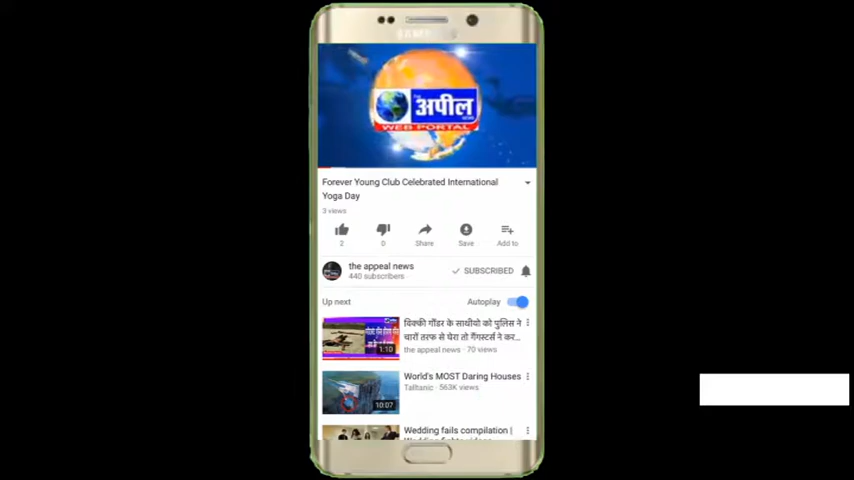 SAMSUNG
अपील
WEB PORTAL
Forever Young Club Celebrated International
Yoga Day
3 views
2
0
Share
Save
Add to
the appeal news
SUBSCRIBED
440 subscribers
Up next
Autoplay
विक्की गौंडर के साथीयो को पुलिस ने
चारों तरफ से घेरा तो गैंगस्टर्स ने कर...
the appeal news · 70 views
1:10
World's MOST Daring Houses
Talltanic · 563K views
10:07
Wedding fails compilation |